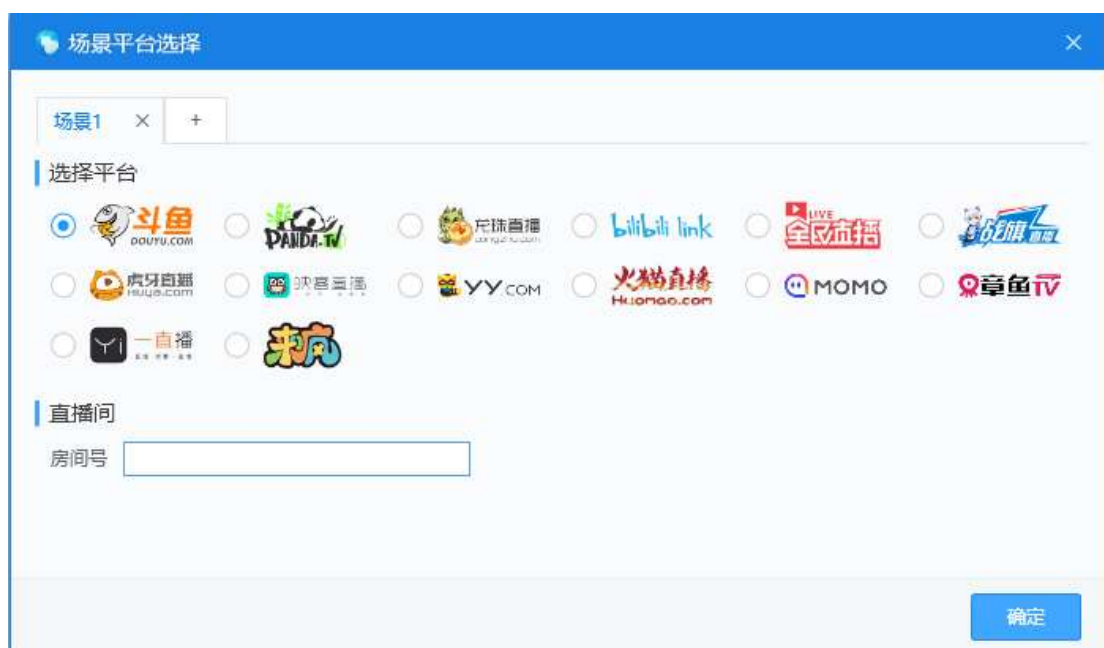 场景平台选择
场景1 × +
选择平台
斗鱼 DOUYU.COM
PANDA.TV
龙珠直播
bilibili link
LIVE 全民直播
战旗直播
虎牙直播 Huya.com
映客直播
YY.COM
火猫直播 Huomao.com
MOMO
章鱼TV
Yi 一直播
来疯
直播间
房间号
确定